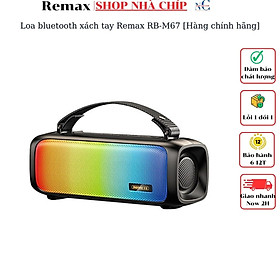 Remax SHOP NHÀ CHÍP NC
Loa bluetooth xách tay Remax RB-M67 [Hàng chính hãng]
Đảm bảo
chất lượng
Lỗi 1 đổi 1
12
Bảo hành
6 12T
Giao nhanh
Now 2H